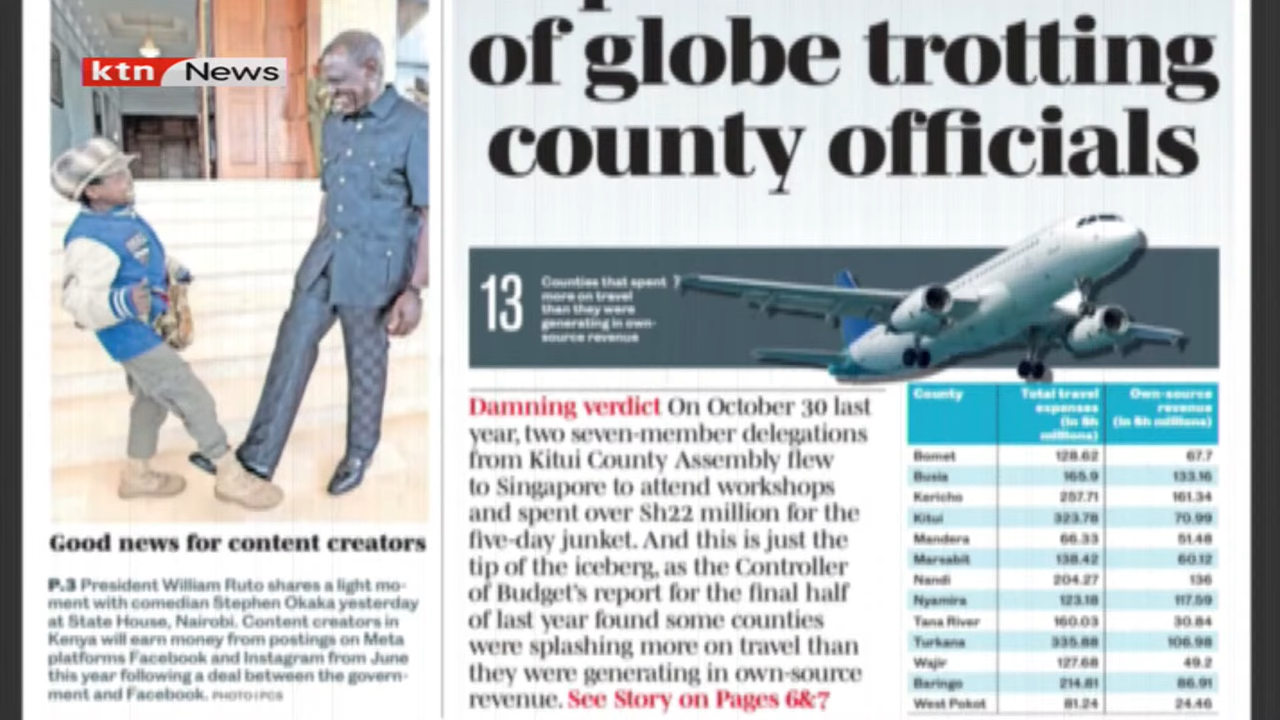 ktn News
of globe trotting
county officials
13
Counties that spent
more on travel
than they were
generating in own-
source revenue
Good news for content creators
P.3 President William Ruto shares a light mo-
ment with comedian Stephen Okaka yesterday
at State House, Nairobi. Content creators in
Kenya will earn money from postings on Meta
platforms Facebook and Instagram from June
this year following a deal between the govern-
ment and Facebook. PHOTO|PCS
Damning verdict On October 30 last
year, two seven-member delegations
from Kitui County Assembly flew
to Singapore to attend workshops
and spent over Sh22 million for the
five-day junket. And this is just the
tip of the iceberg, as the Controller
of Budget's report for the final half
of last year found some counties
were splashing more on travel than
they were generating in own-source
revenue. See Story on Pages 6&7
County Total travel expenses (in Sh millions) Own-source revenue (in Sh millions)
Bomet 128.62 67.7
Busia 165.9 133.16
Kericho 257.71 161.34
Kitui 323.78 70.99
Mandera 66.33 51.48
Marsabit 138.42 60.12
Nandi 204.27 136
Nyamira 123.18 117.59
Tana River 160.03 30.84
Turkana 335.88 106.98
Wajir 127.68 49.2
Baringo 214.81 86.91
West Pokot 81.24 24.46